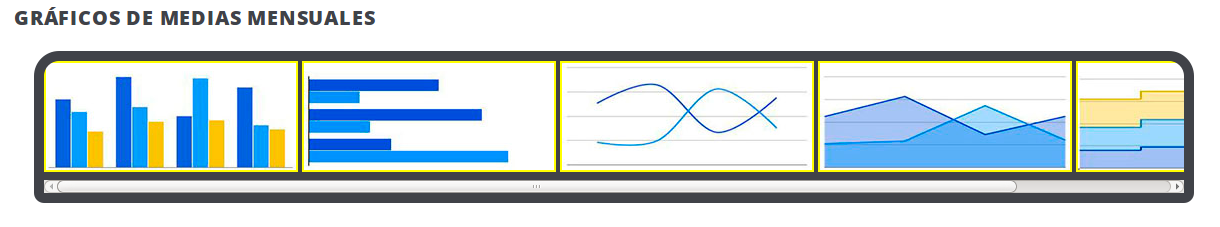 GRÁFICOS DE MEDIAS MENSUALES